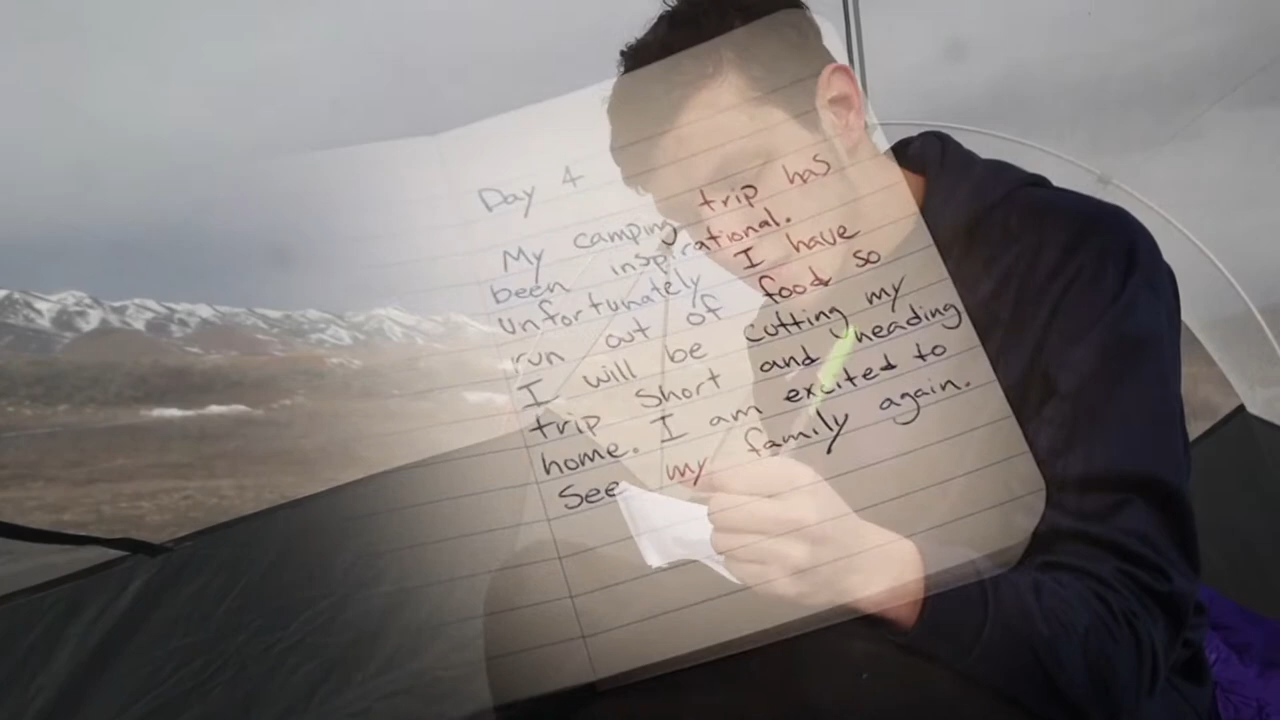 Day 4
My camping trip has
been inspirational.
Unfortunately I have
run out of food so
I will be cutting my
trip short and heading
home. I am excited to
see my family again.